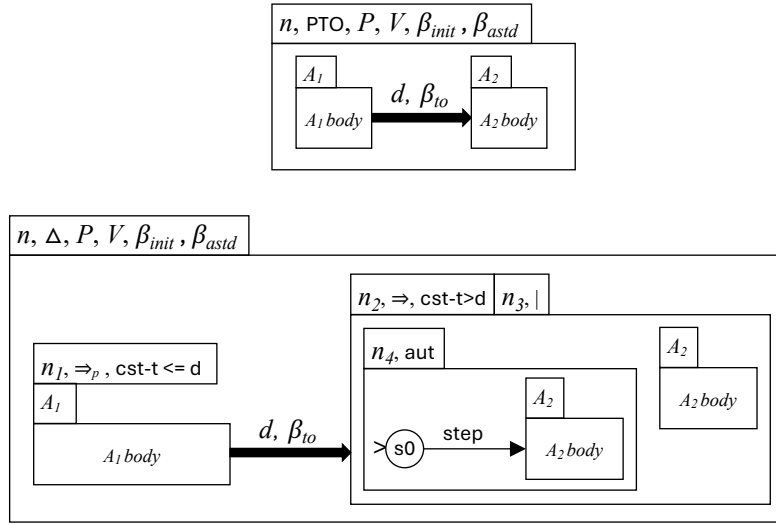 n, PTO, P, V, β_init, β_astd
A_1
A_2
d, β_to
A_1 body
A_2 body
n, Δ, P, V, β_init, β_astd
n_2, ⇒, cst-t>d
n_3, |
n_4, aut
A_2
n_1, ⇒_p, cst-t <= d
A_1
A_2
A_2 body
d, β_to
step
s0
A_1 body
A_2 body